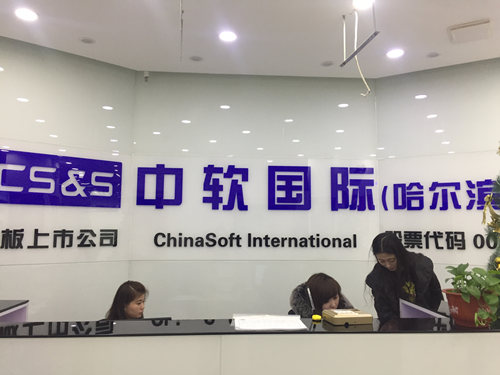 CS&S 中软国际(哈尔滨
板上市公司 ChinaSoft International 股票代码 00